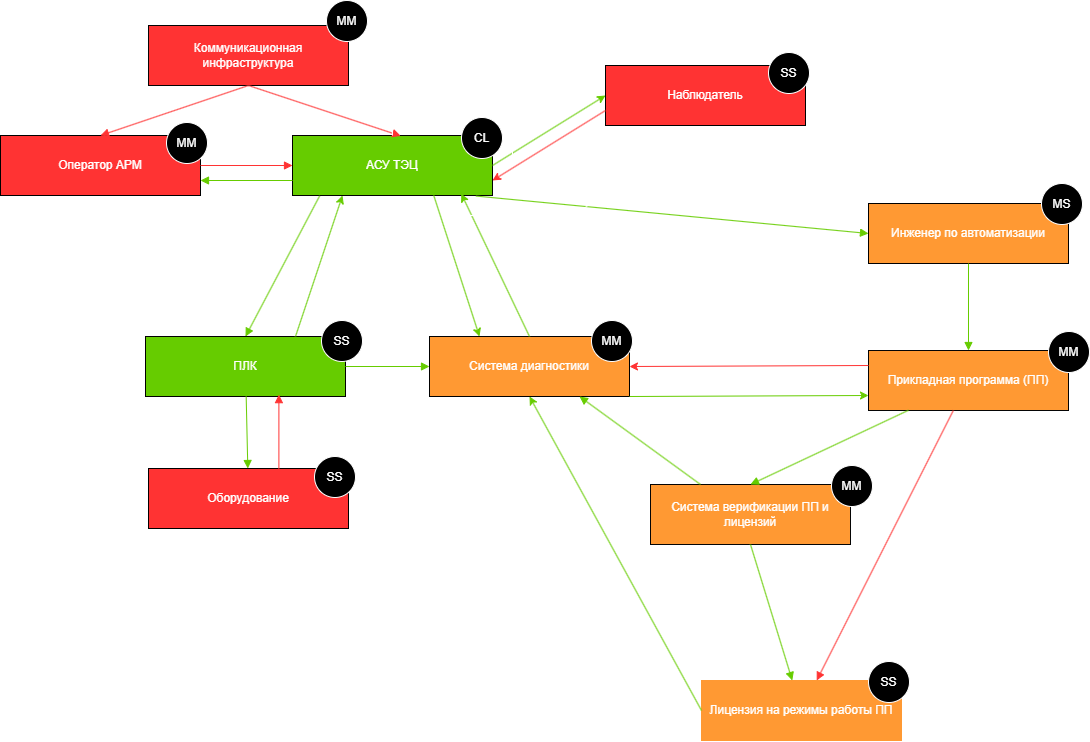 MM
Коммуникационная
инфраструктура
SS
Наблюдатель
MM
Оператор АРМ
CL
АСУ ТЭЦ
MS
Инженер по автоматизации
SS
ПЛК
MM
Система диагностики
MM
Прикладная программа (ПП)
SS
Оборудование
MM
Система верификации ПП и
лицензий
SS
Лицензия на режимы работы ПП